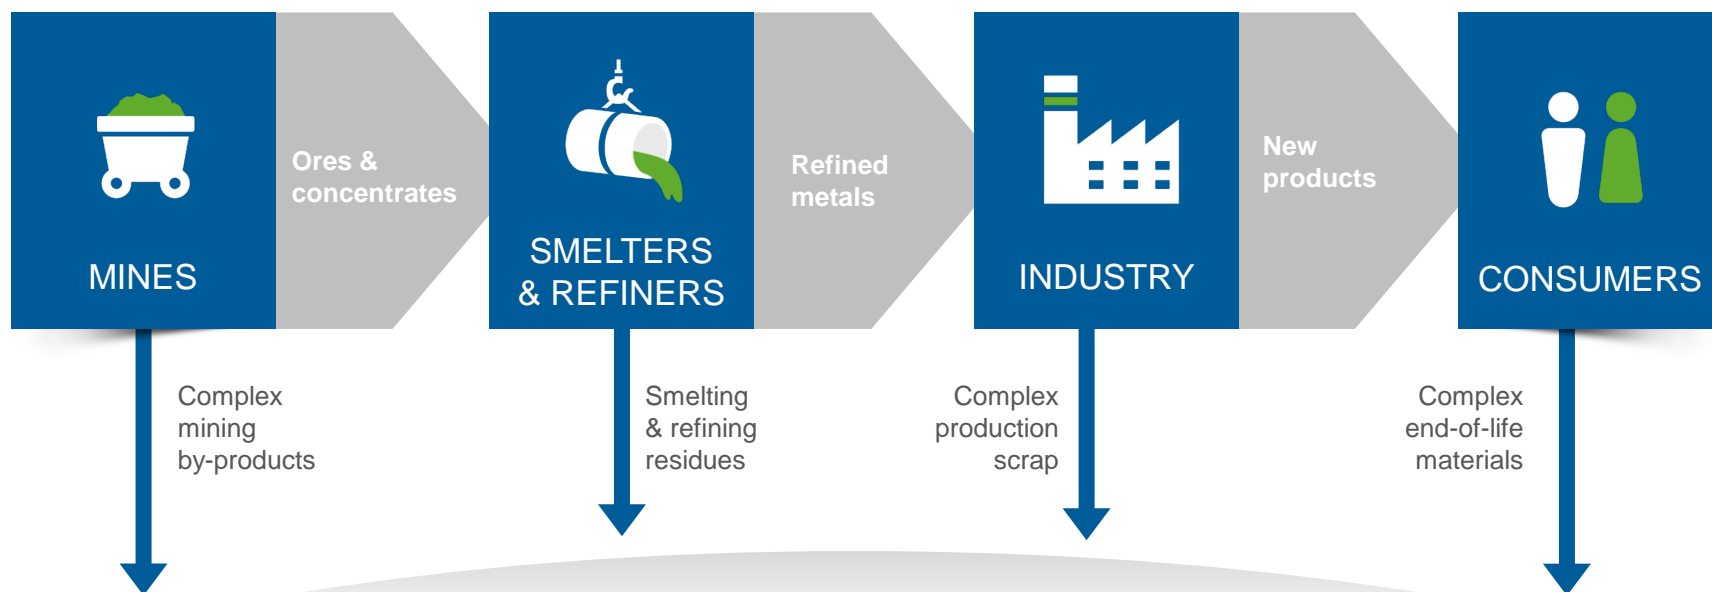 MINES
Ores &
concentrates
SMELTERS
& REFINERS
Refined
metals
INDUSTRY
New
products
CONSUMERS
Complex
mining
by-products
Smelting
& refining
residues
Complex
production
scrap
Complex
end-of-life
materials